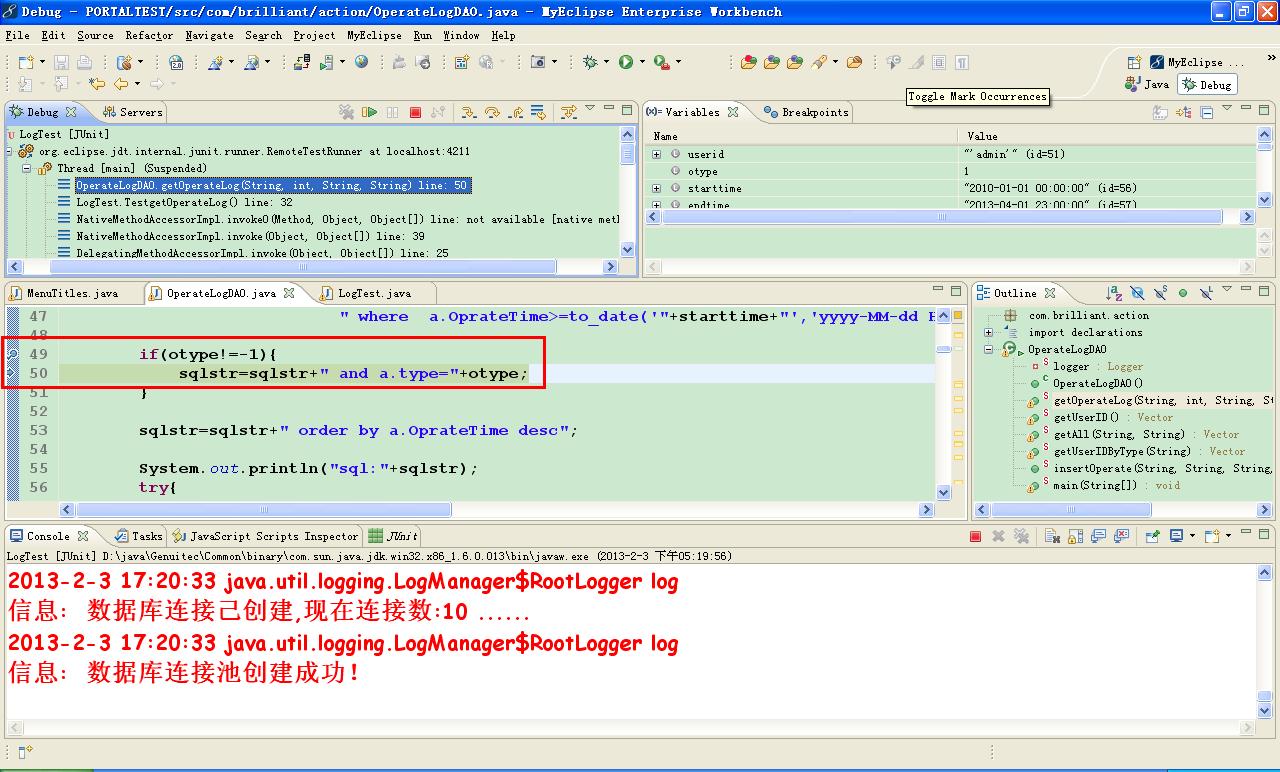 Debug - PORTALTEST/src/com/brilliant/action/OperateLogDAO.java - MyEclipse Enterprise Workbench
File Edit Source Refactor Navigate Search Project MyEclipse Run Window Help
MyEclipse ...
Java Debug
Toggle Mark Occurrences
Debug Servers
LogTest [JUnit]
org.eclipse.jdt.internal.junit.runner.RemoteTestRunner at localhost:4211
Thread [main] (Suspended)
OperateLogDAO.getOperateLog(String, int, String, String) line: 50
LogTest.TestgetOperateLog() line: 32
NativeMethodAccessorImpl.invoke0(Method, Object, Object[]) line: not available [native met
NativeMethodAccessorImpl.invoke(Object, Object[]) line: 39
DelegatingMethodAccessorImpl.invoke(Object, Object[]) line: 25
Variables Breakpoints
Name Value
userid "'admin'" (id=51)
otype 1
starttime "2010-01-01 00:00:00" (id=56)
endtime "2013-04-01 23:00:00" (id=57)
MenuTitles.java OperateLogDAO.java LogTest.java
47 " where  a.OprateTime>=to_date('"+starttime+"','yyyy-MM-dd H
48
49 if(otype!=-1){
50 sqlstr=sqlstr+" and a.type="+otype;
51 }
52
53 sqlstr=sqlstr+" order by a.OprateTime desc";
54
55 System.out.println("sql:"+sqlstr);
56 try{
Outline
com.brilliant.action
import declarations
OperateLogDAO
logger : Logger
OperateLogDAO()
getOperateLog(String, int, String, St
getUserID() : Vector
getAll(String, String) : Vector
getUserIDByType(String) : Vector
insertOperate(String, String, String,
main(String[]) : void
Console Tasks JavaScript Scripts Inspector JUnit
LogTest [JUnit] D:\java\Genuitec\Common\binary\com.sun.java.jdk.win32.x86_1.6.0.013\bin\javaw.exe (2013-2-3 下午05:19:56)
2013-2-3 17:20:33 java.util.logging.LogManager$RootLogger log
信息: 数据库连接己创建,现在连接数:10 ......
2013-2-3 17:20:33 java.util.logging.LogManager$RootLogger log
信息: 数据库连接池创建成功!